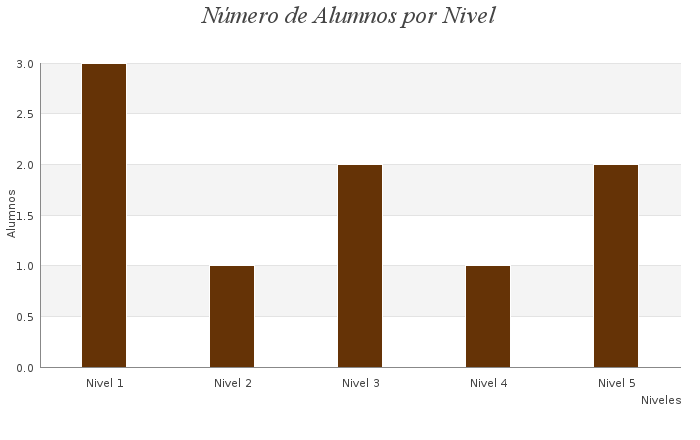 Número de Alumnos por Nivel
3.0
2.5
2.0
1.5
1.0
0.5
0.0
Alumnos
Nivel 1
Nivel 2
Nivel 3
Nivel 4
Nivel 5
Niveles